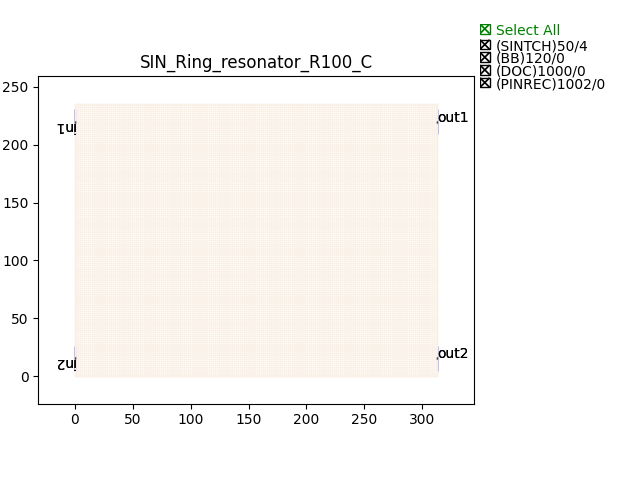 SIN_Ring_resonator_R100_C
Select All
(SINTCH)50/4
(BB)120/0
(DOC)1000/0
(PINREC)1002/0
250
200
150
100
50
0
in1
out1
in2
out2
0
50
100
150
200
250
300